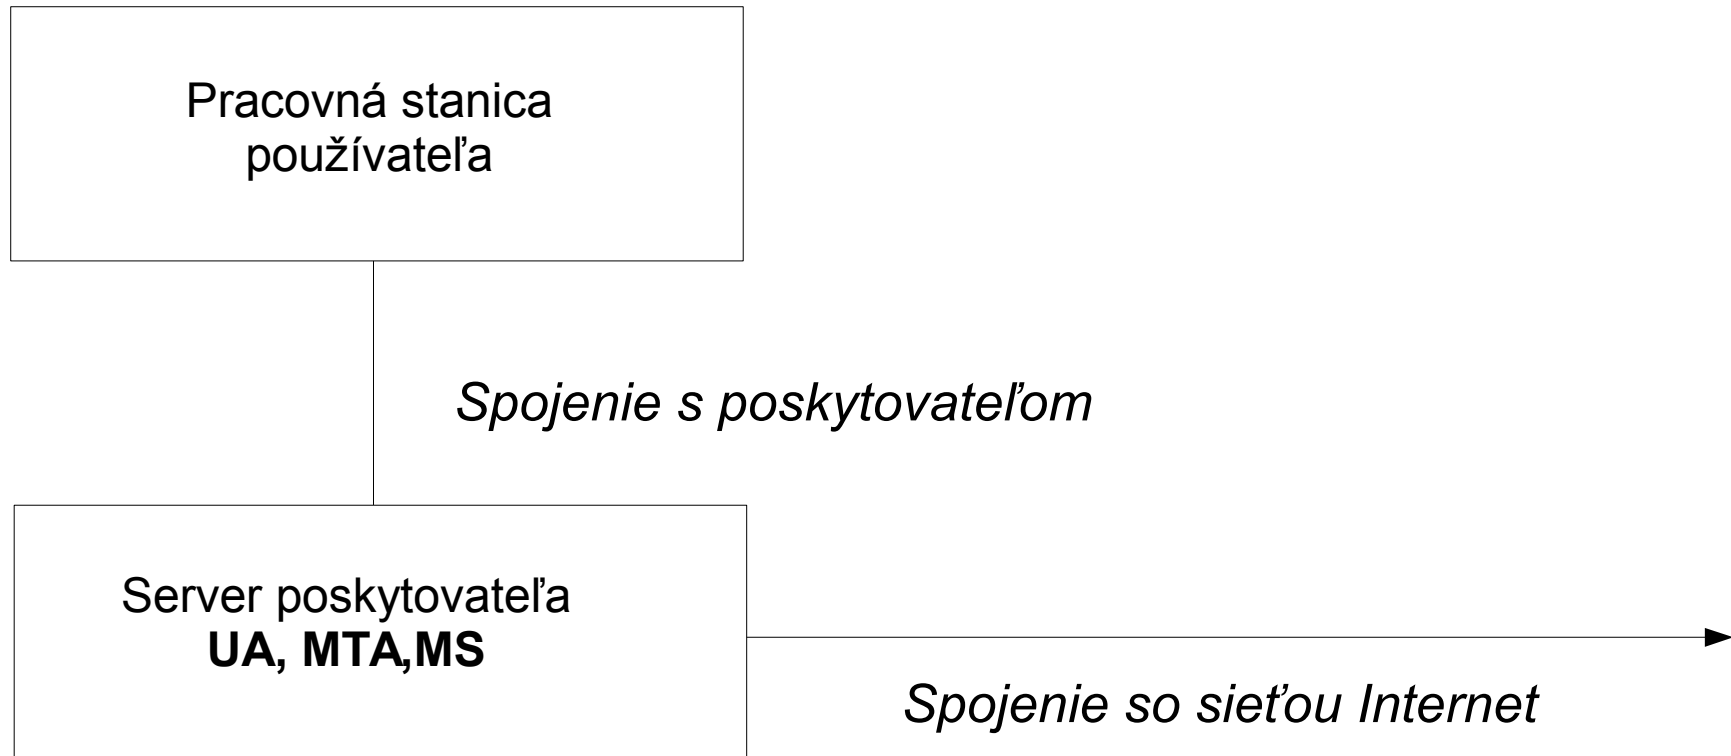 Pracovná stanica
používateľa
Spojenie s poskytovateľom
Server poskytovateľa
UA, MTA,MS
Spojenie so sieťou Internet